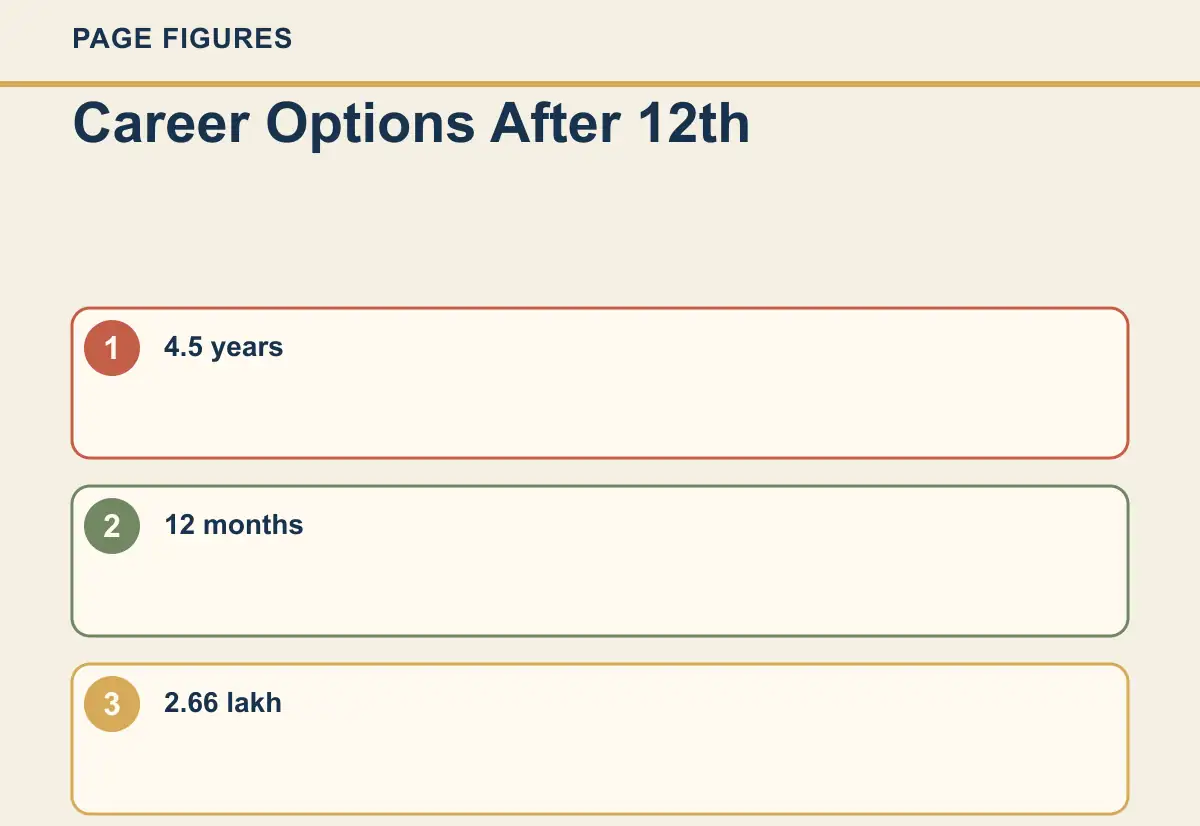 PAGE FIGURES
Career Options After 12th
1 4.5 years
2 12 months
3 2.66 lakh